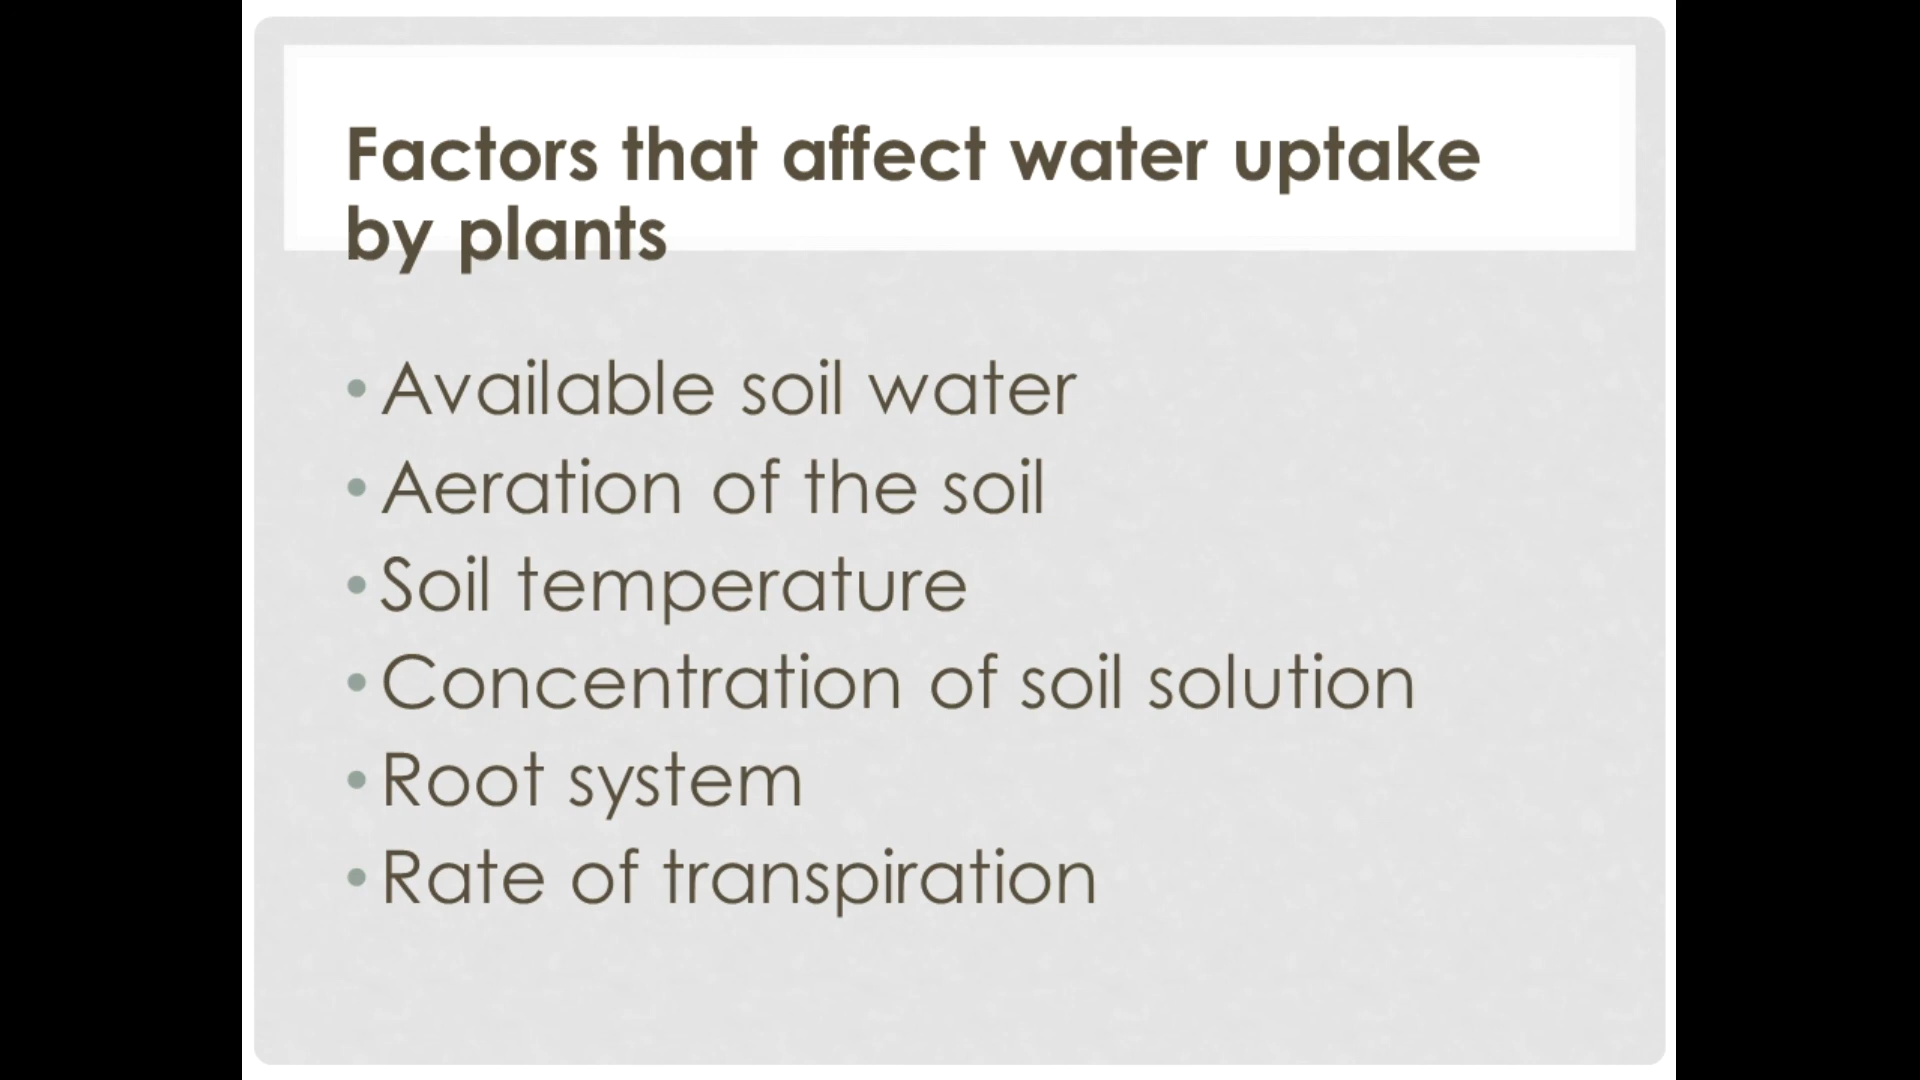 Factors that affect water uptake
by plants
• Available soil water
• Aeration of the soil
• Soil temperature
• Concentration of soil solution
• Root system
• Rate of transpiration